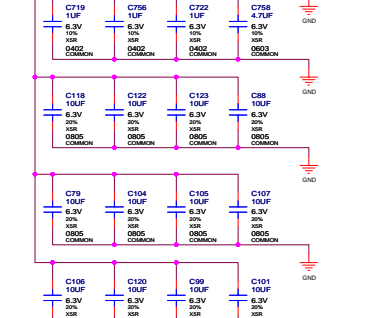 C719 C756 C722 C758
1UF 1UF 1UF 4.7UF
6.3V 6.3V 6.3V 6.3V
10% 10% 10% 10%
X5R X5R X5R X5R
0402 0402 0402 0603
COMMON COMMON COMMON COMMON
GND
C118 C122 C123 C88
10UF 10UF 10UF 10UF
6.3V 6.3V 6.3V 6.3V
20% 20% 20% 20%
X5R X5R X5R X5R
0805 0805 0805 0805
COMMON COMMON COMMON COMMON
GND
GND
C79 C104 C105 C107
10UF 10UF 10UF 10UF
6.3V 6.3V 6.3V 6.3V
20% 20% 20% 20%
X5R X5R X5R X5R
0805 0805 0805 0805
COMMON COMMON COMMON COMMON
GND
C106 C120 C99 C101
10UF 10UF 10UF 10UF
6.3V 6.3V 6.3V 6.3V
20% 20% 20% 20%
X5R X5R X5R X5R